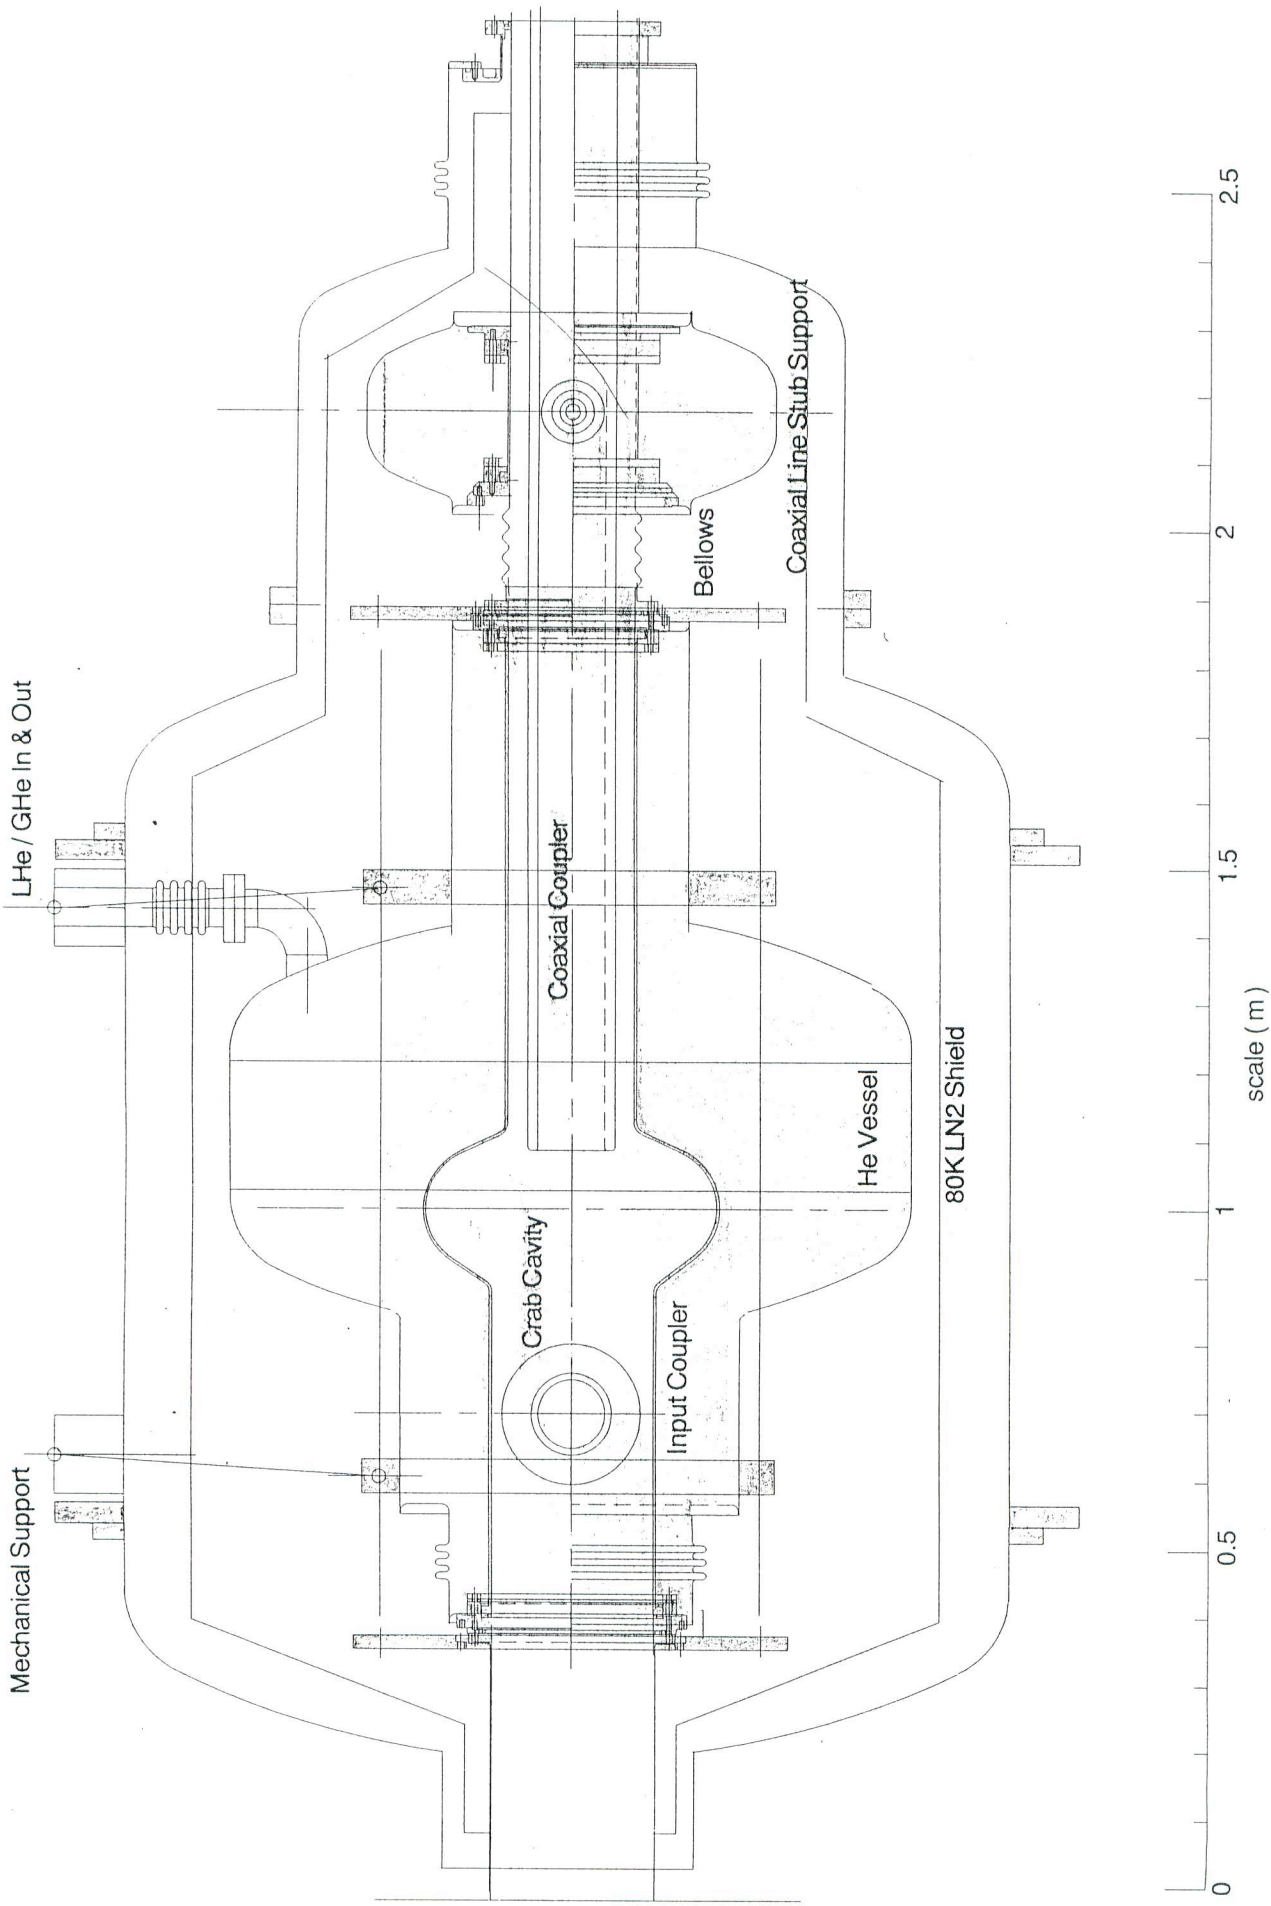 Mechanical Support
LHe / GHe In & Out
Crab Cavity
Coaxial Coupler
Input Coupler
Bellows
Coaxial Line Stub Support
He Vessel
80K LN2 Shield
0
0.5
1
1.5
2
2.5
scale ( m )